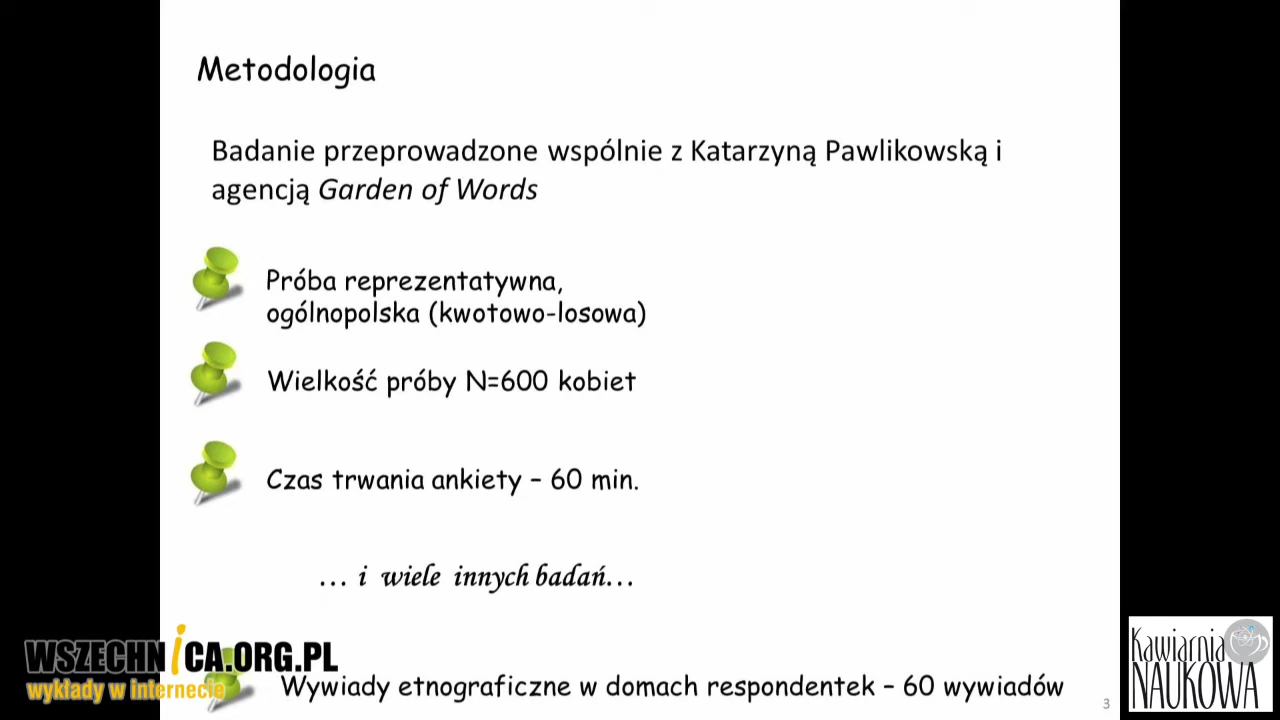 Metodologia
Badanie przeprowadzone wspólnie z Katarzyną Pawlikowską i
agencją Garden of Words
Próba reprezentatywna,
ogólnopolska (kwotowo-losowa)
Wielkość próby N=600 kobiet
Czas trwania ankiety – 60 min.
... i wiele innych badań...
WSZECHNiCA.ORG.PL
wykłady w internecie
Wywiady etnograficzne w domach respondentek – 60 wywiadów
3
Kawiarnia
NAUKOWA